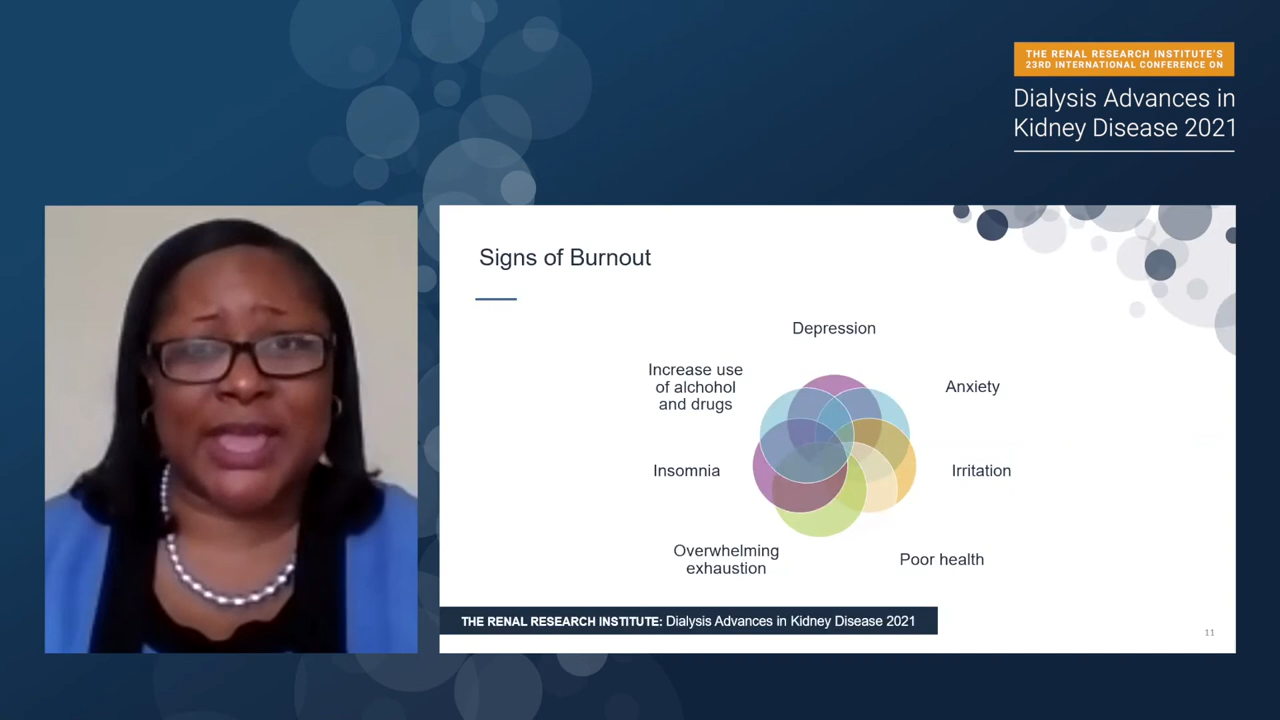 THE RENAL RESEARCH INSTITUTE'S
23RD INTERNATIONAL CONFERENCE ON
Dialysis Advances in
Kidney Disease 2021
Signs of Burnout
Depression
Increase use
of alchohol
and drugs
Anxiety
Insomnia
Irritation
Overwhelming
exhaustion
Poor health
THE RENAL RESEARCH INSTITUTE: Dialysis Advances in Kidney Disease 2021
11